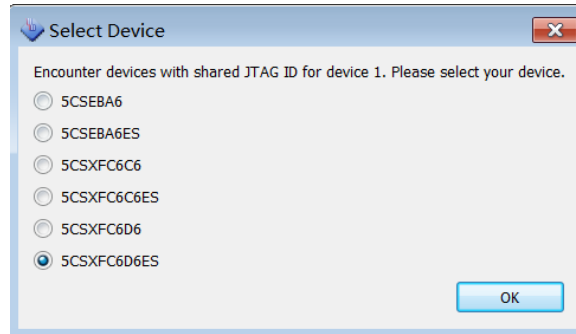 Select Device
Encounter devices with shared JTAG ID for device 1. Please select your device.
5CSEBA6
5CSEBA6ES
5CSXFC6C6
5CSXFC6C6ES
5CSXFC6D6
5CSXFC6D6ES
OK